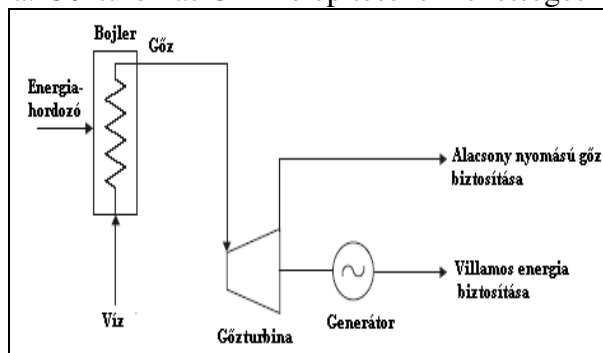 Bojler
Gőz
Energia-
hordozó
Alacsony nyomású gőz
biztosítása
Villamos energia
biztosítása
Víz
Gőzturbina
Generátor